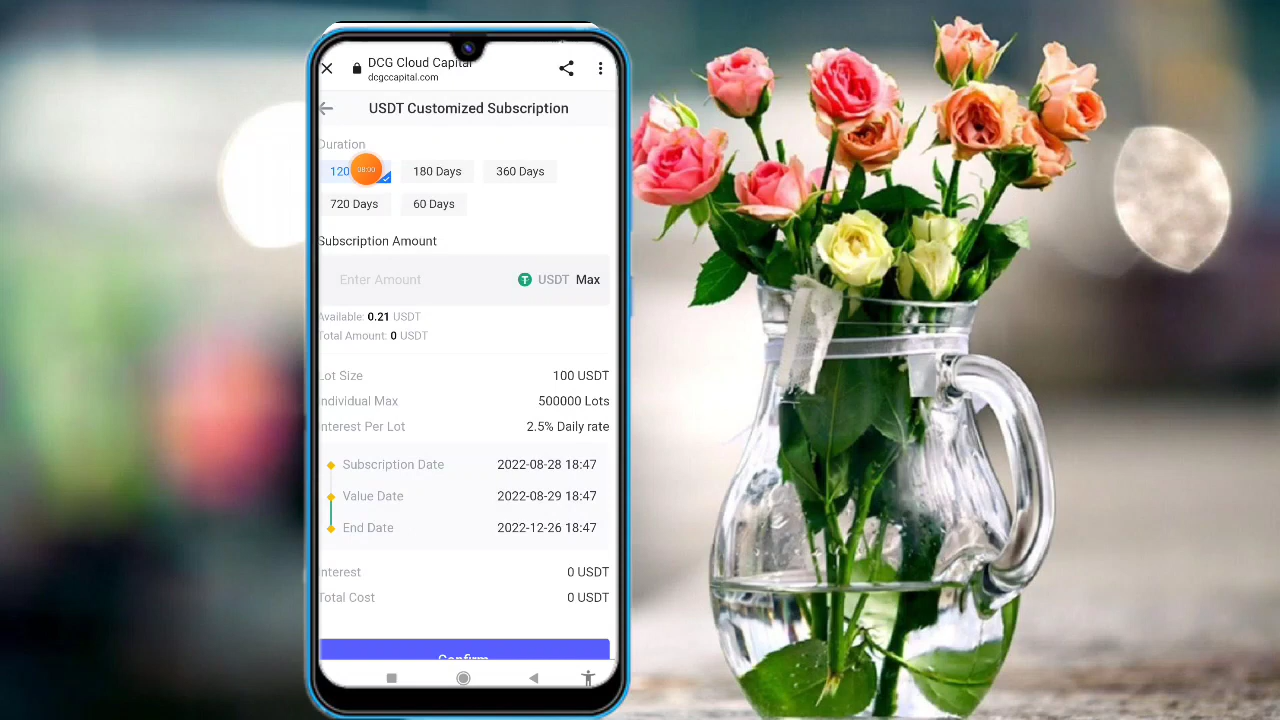 DCG Cloud Capital
dcgccapital.com
USDT Customized Subscription
Duration
120
08:00
180 Days
360 Days
720 Days
60 Days
Subscription Amount
Enter Amount
USDT Max
Available: 0.21 USDT
Total Amount: 0 USDT
Lot Size 100 USDT
Individual Max 500000 Lots
Interest Per Lot 2.5% Daily rate
Subscription Date 2022-08-28 18:47
Value Date 2022-08-29 18:47
End Date 2022-12-26 18:47
Interest 0 USDT
Total Cost 0 USDT
Confirm